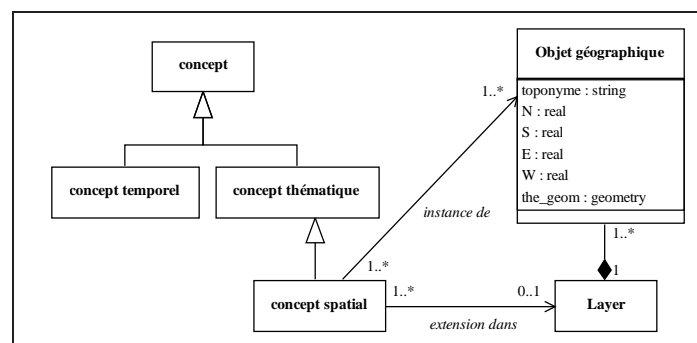 concept
Objet géographique
toponyme : string
N : real
S : real
E : real
W : real
the_geom : geometry
1..*
concept temporel
concept thématique
instance de
1..*
1..*
1
concept spatial
1..*
0..1
Layer
extension dans